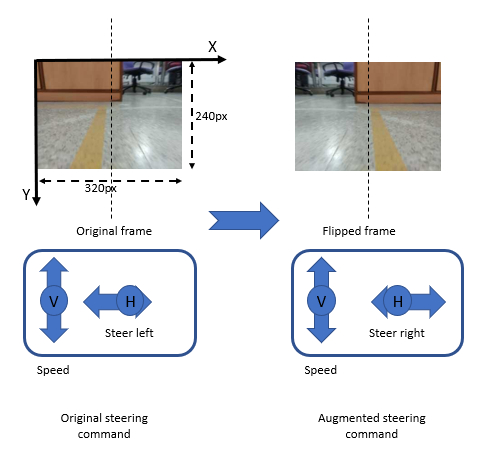 X
240px
320px
Y
Original frame
Flipped frame
V
H
Steer left
Speed
V
H
Steer right
Speed
Original steering
command
Augmented steering
command